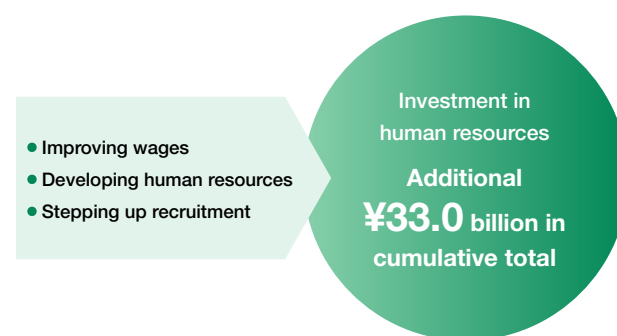 ● Improving wages
● Developing human resources
● Stepping up recruitment
Investment in
human resources
Additional
¥33.0 billion in
cumulative total